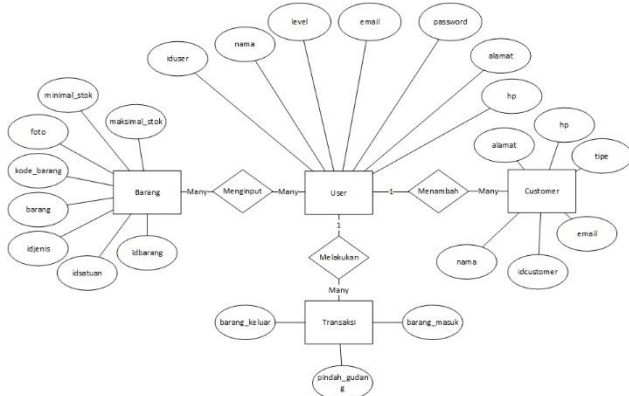 level
email
password
nama
iduser
alamat
hp
minimal_stok
maksimal_stok
foto
kode_barang
barang
idjenis
idsatuan
idbarang
Barang
Many
Menginput
Many
User
1
Menambah
Many
Customer
alamat
hp
tipe
email
idcustomer
nama
1
Melakukan
Many
Transaksi
barang_keluar
barang_masuk
pindah_gudan
g